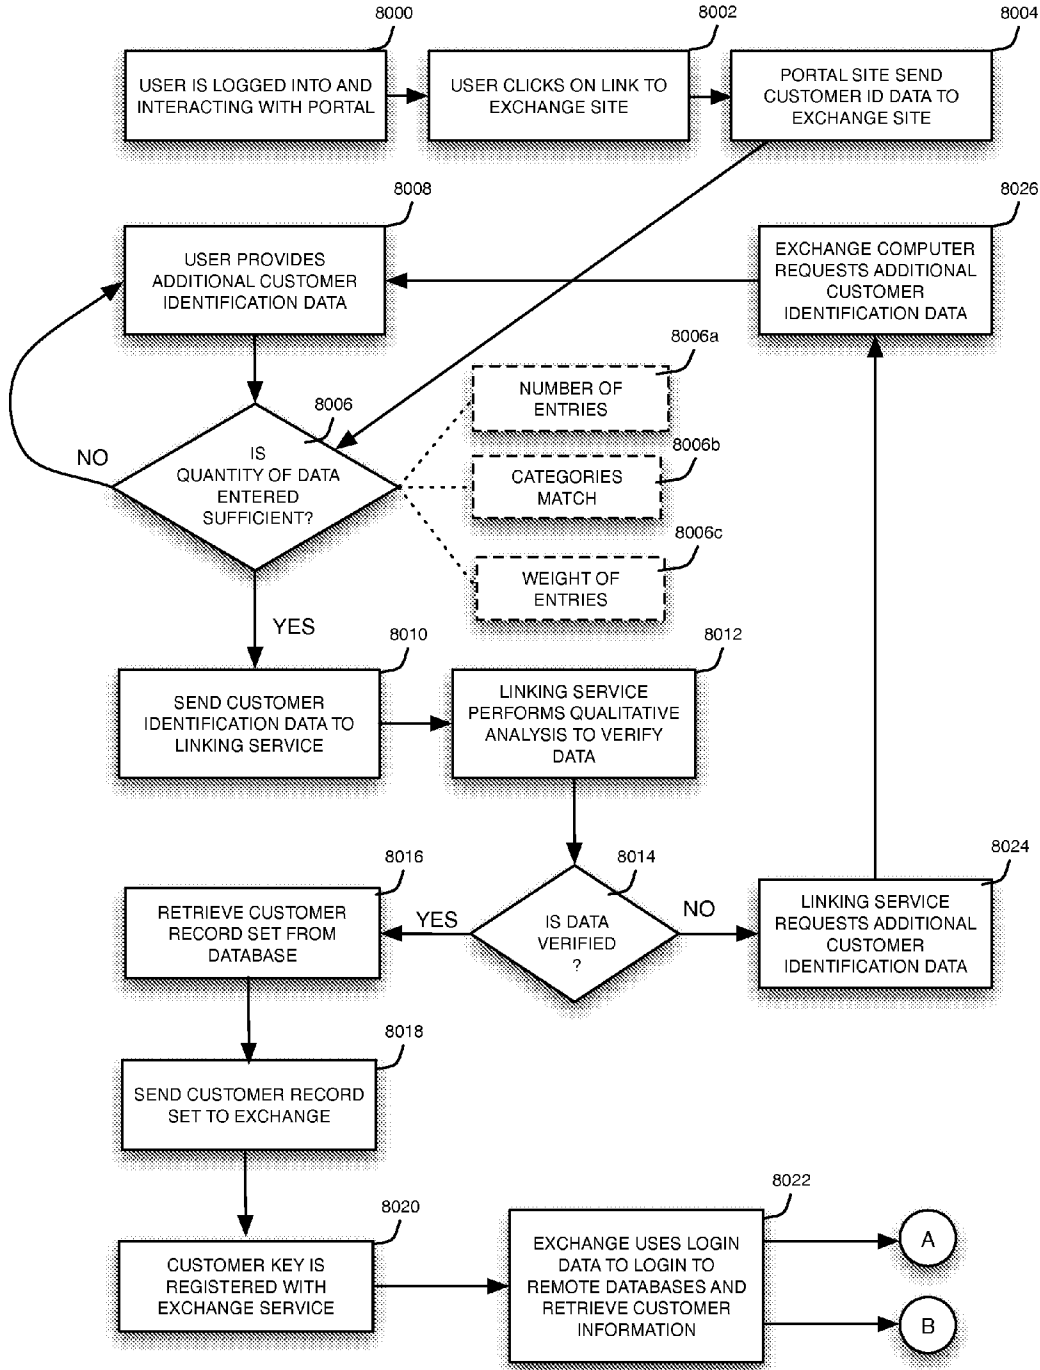 8000
8002
8004
USER IS LOGGED INTO AND
INTERACTING WITH PORTAL
USER CLICKS ON LINK TO
EXCHANGE SITE
PORTAL SITE SEND
CUSTOMER ID DATA TO
EXCHANGE SITE
8008
8026
USER PROVIDES
ADDITIONAL CUSTOMER
IDENTIFICATION DATA
EXCHANGE COMPUTER
REQUESTS ADDITIONAL
CUSTOMER
IDENTIFICATION DATA
8006a
NUMBER OF
ENTRIES
8006
IS
QUANTITY OF DATA
ENTERED
SUFFICIENT?
NO
8006b
CATEGORIES
MATCH
8006c
WEIGHT OF
ENTRIES
YES
8010
8012
SEND CUSTOMER
IDENTIFICATION DATA TO
LINKING SERVICE
LINKING SERVICE
PERFORMS QUALITATIVE
ANALYSIS TO VERIFY
DATA
8016
8014
8024
RETRIEVE CUSTOMER
RECORD SET FROM
DATABASE
YES
IS DATA
VERIFIED
?
NO
LINKING SERVICE
REQUESTS ADDITIONAL
CUSTOMER
IDENTIFICATION DATA
8018
SEND CUSTOMER RECORD
SET TO EXCHANGE
8020
8022
CUSTOMER KEY IS
REGISTERED WITH
EXCHANGE SERVICE
EXCHANGE USES LOGIN
DATA TO LOGIN TO
REMOTE DATABASES AND
RETRIEVE CUSTOMER
INFORMATION
A
B